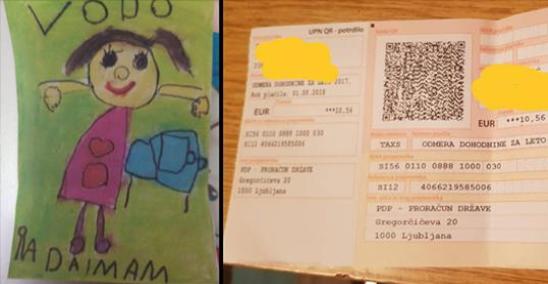 VODO
RADAIMAM
UPN QR - potrdilo
ODMERA DOHODNINE ZA LETO 2017.
Rok plačila: 01.08.2018
EUR ***10,56
SI56 0110 0888 1000 030
SI12 4066219585006
PDP - PRORAČUN DRŽAVE
Gregorčičeva 20
1000 Ljubljana
EUR ***10,56
TAXS ODMERA DOHODNINE ZA LETO
SI56 0110 0888 1000 030
SI12 4066219585006
PDP - PRORAČUN DRŽAVE
Gregorčičeva 20
1000 Ljubljana